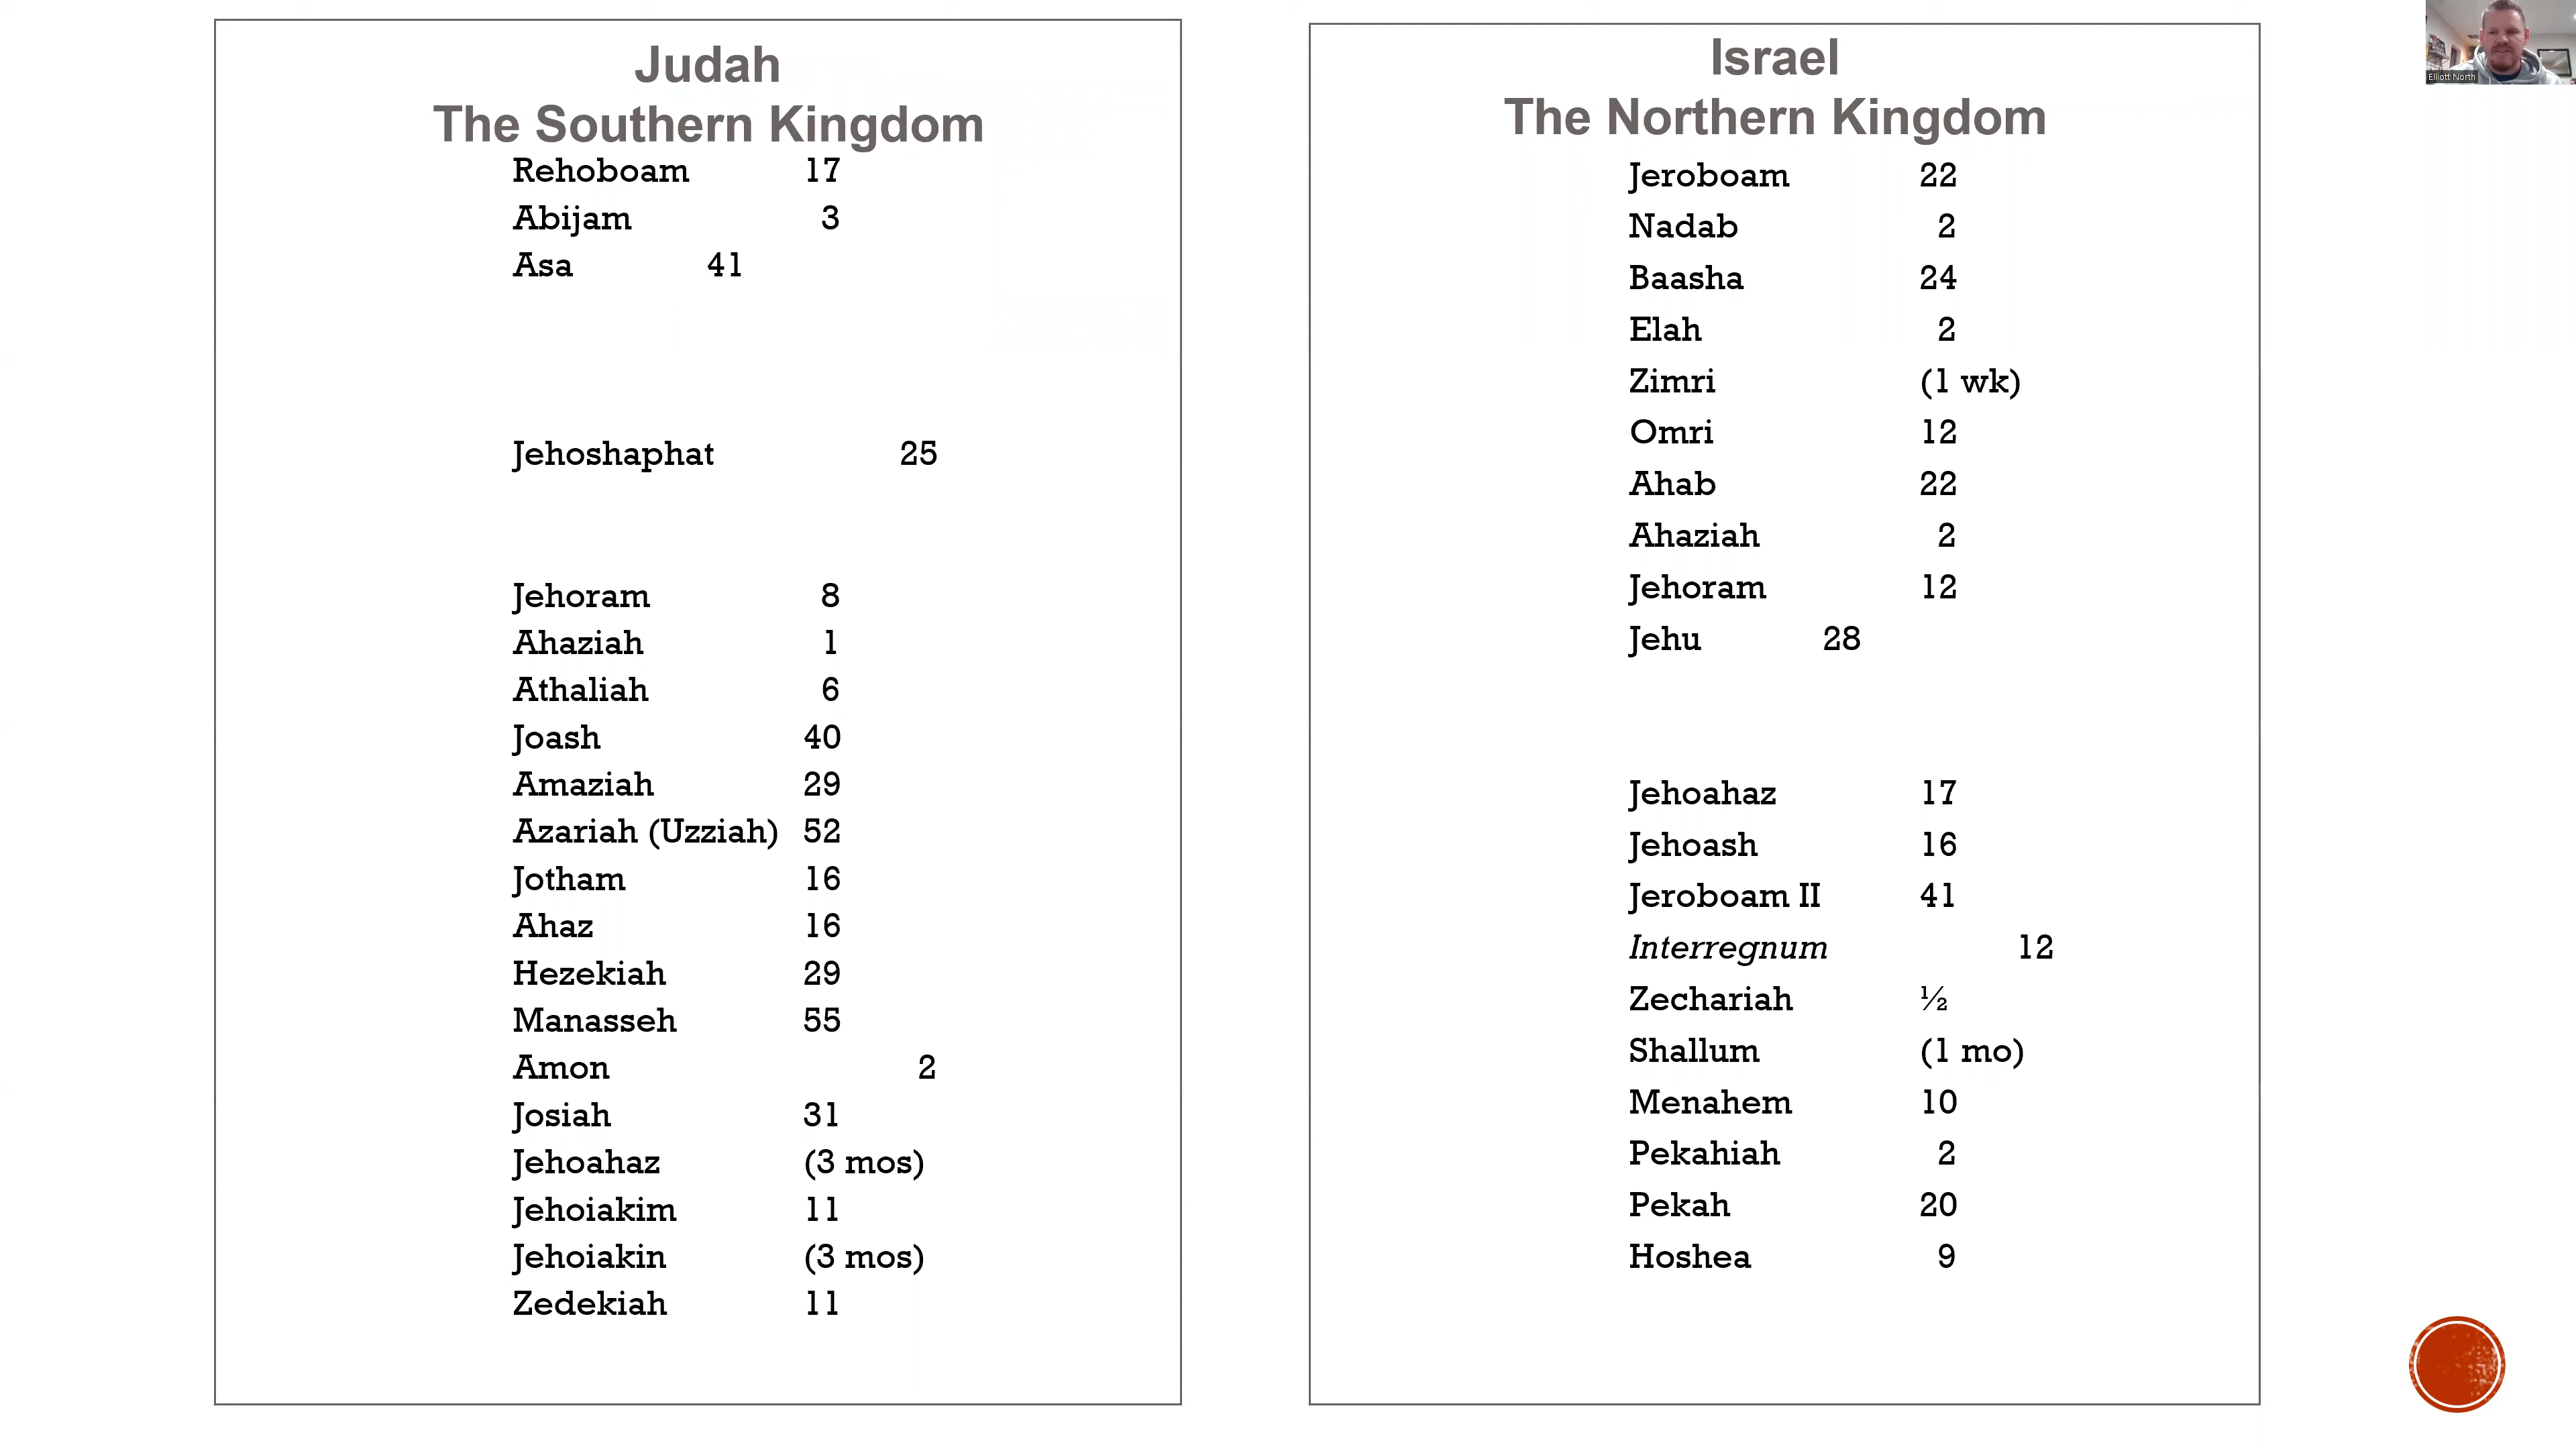 Judah
The Southern Kingdom
Rehoboam 17
Abijam 3
Asa 41
Jehoshaphat 25
Jehoram 8
Ahaziah 1
Athaliah 6
Joash 40
Amaziah 29
Azariah (Uzziah) 52
Jotham 16
Ahaz 16
Hezekiah 29
Manasseh 55
Amon 2
Josiah 31
Jehoahaz (3 mos)
Jehoiakim 11
Jehoiakin (3 mos)
Zedekiah 11
Israel
The Northern Kingdom
Jeroboam 22
Nadab 2
Baasha 24
Elah 2
Zimri (1 wk)
Omri 12
Ahab 22
Ahaziah 2
Jehoram 12
Jehu 28
Jehoahaz 17
Jehoash 16
Jeroboam II 41
Interregnum 12
Zechariah ½
Shallum (1 mo)
Menahem 10
Pekahiah 2
Pekah 20
Hoshea 9
Elliott North